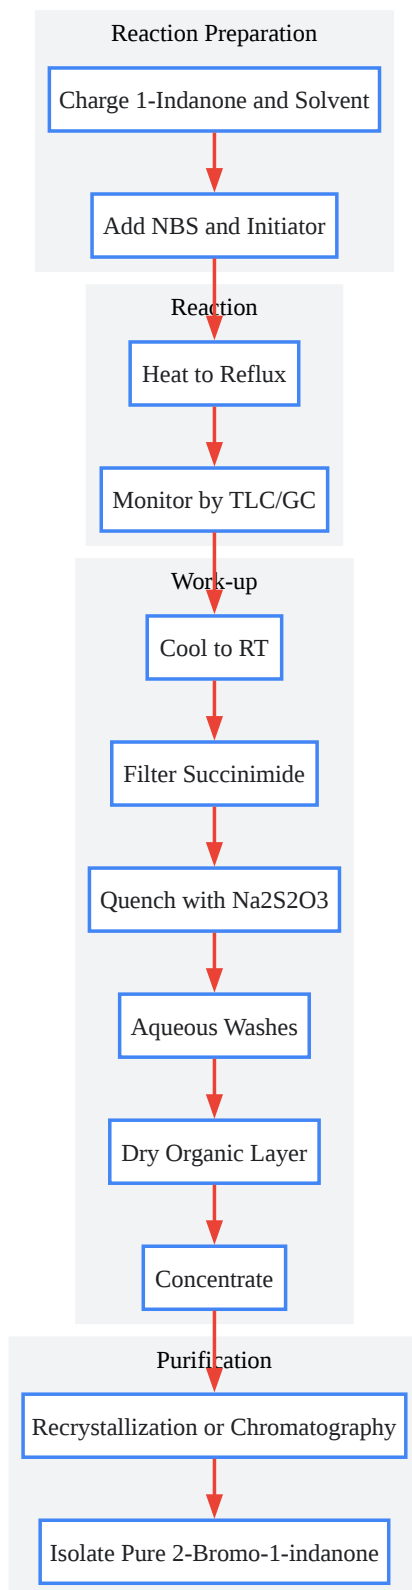 Reaction Preparation
Charge 1-Indanone and Solvent
Add NBS and Initiator
Reaction
Heat to Reflux
Monitor by TLC/GC
Work-up
Cool to RT
Filter Succinimide
Quench with Na2S2O3
Aqueous Washes
Dry Organic Layer
Concentrate
Purification
Recrystallization or Chromatography
Isolate Pure 2-Bromo-1-indanone